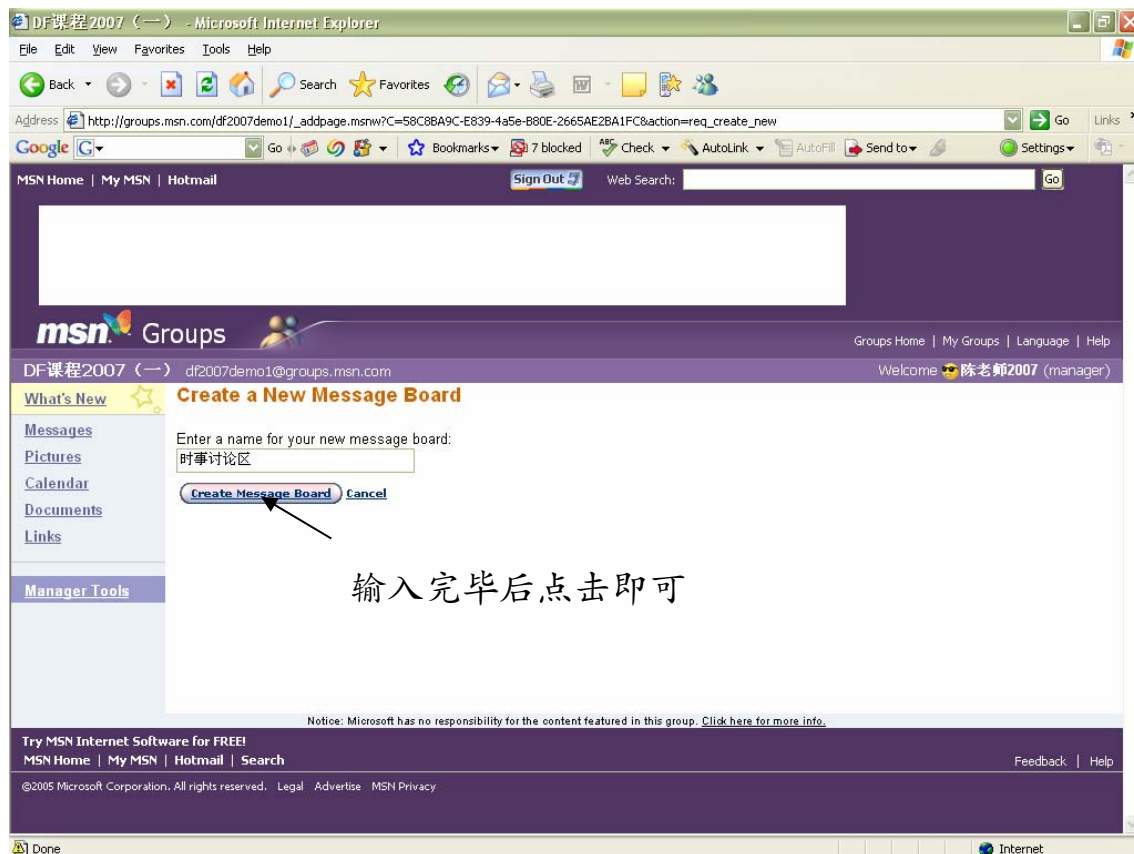 DF课程2007（一） - Microsoft Internet Explorer
File Edit View Favorites Tools Help
Back Search Favorites
Address http://groups.msn.com/df2007demo1/_addpage.msnw?C=58C8BA9C-E839-4a5e-B80E-2665AE2BA1FC&action=req_create_new Go Links
Google G Go Bookmarks 7 blocked ABC Check AutoLink AutoFill Send to Settings
MSN Home | My MSN | Hotmail Sign Out Web Search: Go
msn Groups
Groups Home | My Groups | Language | Help
DF课程2007（一） df2007demo1@groups.msn.com Welcome 陈老师2007 (manager)
What's New
Messages
Pictures
Calendar
Documents
Links
Manager Tools
Create a New Message Board
Enter a name for your new message board:
时事讨论区
Create Message Board Cancel
输入完毕后点击即可
Notice: Microsoft has no responsibility for the content featured in this group. Click here for more info.
Try MSN Internet Software for FREE!
MSN Home | My MSN | Hotmail | Search Feedback | Help
©2005 Microsoft Corporation. All rights reserved. Legal Advertise MSN Privacy
Done Internet